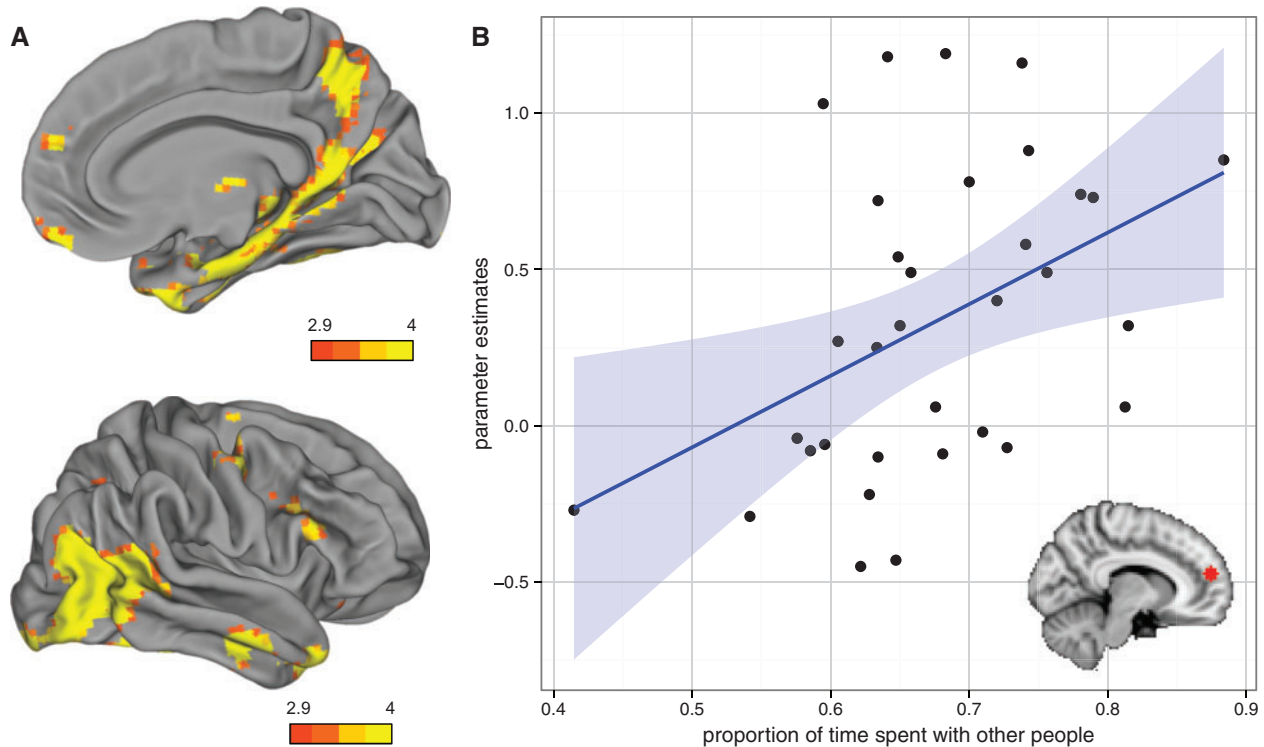 A
2.9 4
2.9 4
B
parameter estimates
1.0
0.5
0.0
−0.5
0.4 0.5 0.6 0.7 0.8 0.9
proportion of time spent with other people